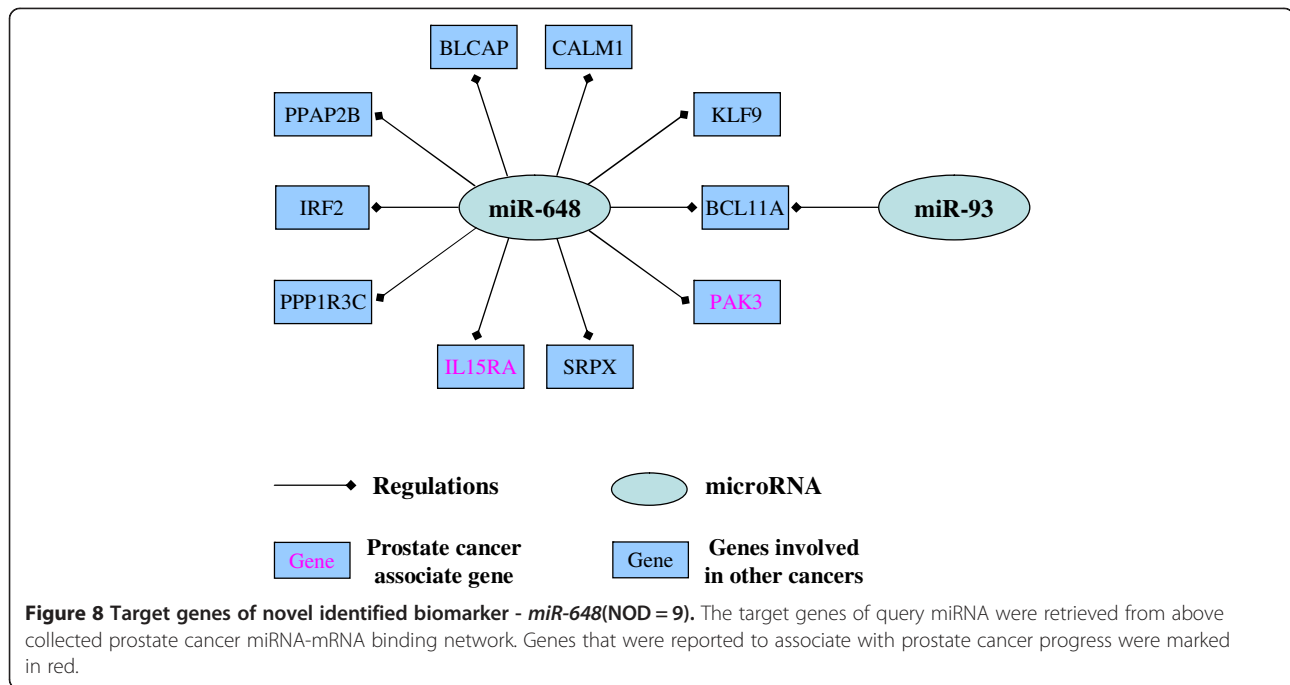 BLCAP
CALM1
PPAP2B
KLF9
IRF2
miR-648
BCL11A
miR-93
PPP1R3C
PAK3
IL15RA
SRPX
Regulations
microRNA
Gene
Prostate cancer
associate gene
Gene
Genes involved
in other cancers
Figure 8 Target genes of novel identified biomarker - miR-648(NOD = 9). The target genes of query miRNA were retrieved from above
collected prostate cancer miRNA-mRNA binding network. Genes that were reported to associate with prostate cancer progress were marked
in red.